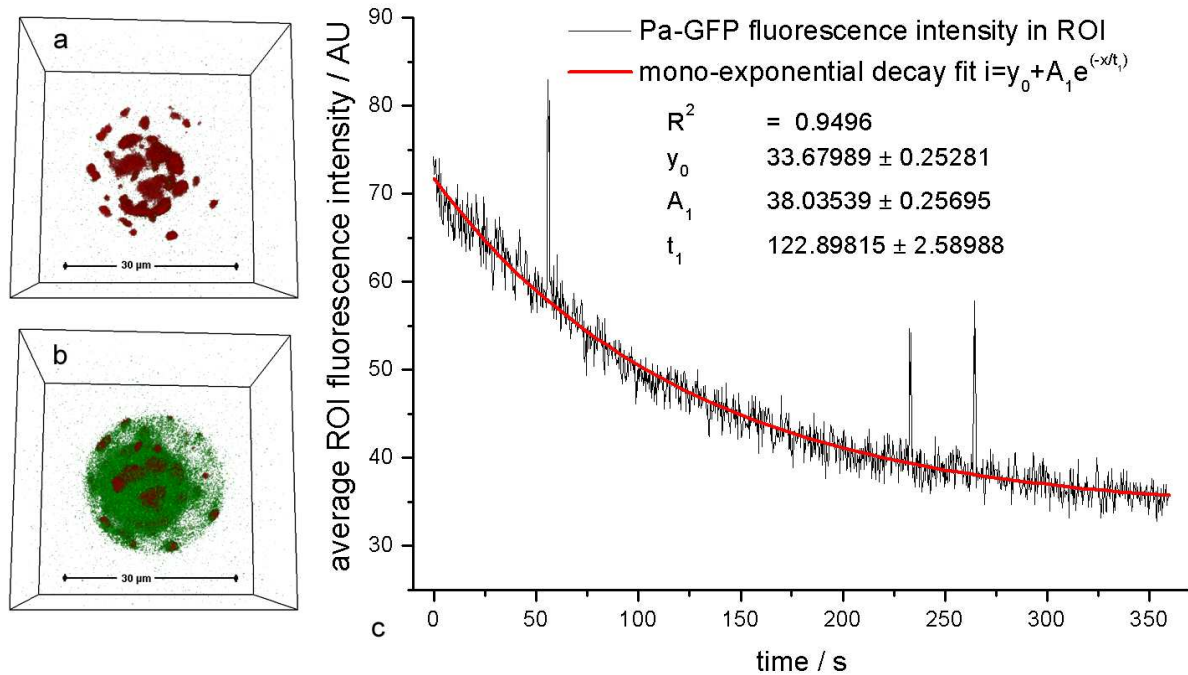 a
30 µm
b
30 µm
90
80
70
60
50
40
30
average ROI fluorescence intensity / AU
Pa-GFP fluorescence intensity in ROI
mono-exponential decay fit i=y₀+A₁e^(-x/t₁)
R² = 0.9496
y₀ 33.67989 ± 0.25281
A₁ 38.03539 ± 0.25695
t₁ 122.89815 ± 2.58988
0 50 100 150 200 250 300 350
c
time / s